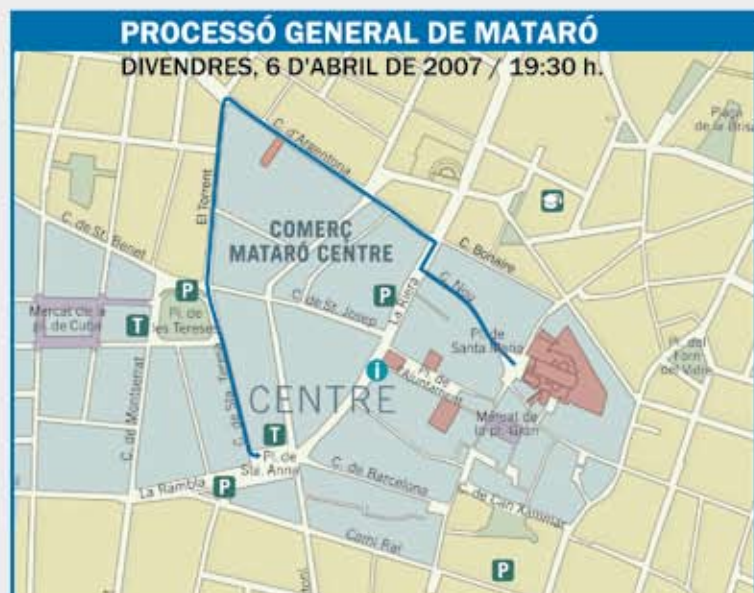 PROCESSÓ GENERAL DE MATARÓ
DIVENDRES, 6 D'ABRIL DE 2007 / 19:30 h.
Plaça
de la
C. d'Argentona
El Torrent
C. de St. Benet
COMERÇ
MATARÓ CENTRE
C. Bonaire
P
P
C. Nou
La Riera
Mercat de la
pl. de Cuba
T
Pl. de
les Tereses
C. de St. Josep
Pl. de
Santa Maria
Pl. del
Forn
del Vidre
i
Pl. de
l'Ajuntament
C. de Montserrat
C. de Sta. Teresa
CENTRE
T
Mercat de
la pl. Gran
Pl. de
Sta. Anna
C. de Barcelona
La Rambla
P
C. de Can Xammar
Camí Ral
P